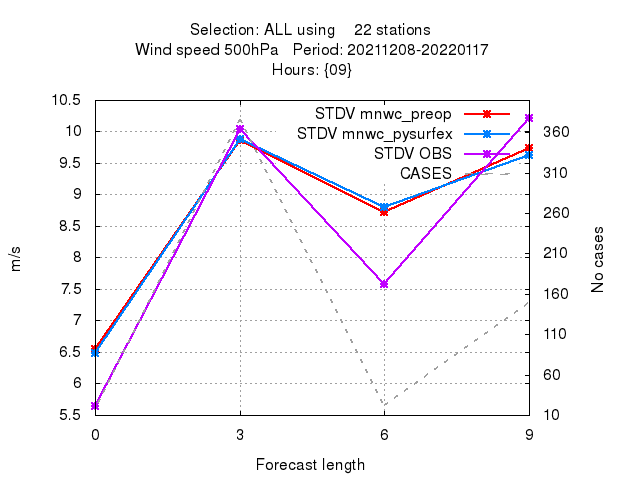 Selection: ALL using    22 stations
Wind speed 500hPa   Period: 20211208-20220117
Hours: {09}
STDV mnwc_preop
STDV mnwc_pysurfex
STDV OBS
CASES
10.5
10
9.5
9
8.5
8
7.5
7
6.5
6
5.5
m/s
360
310
260
210
160
110
60
10
No cases
0 3 6 9
Forecast length